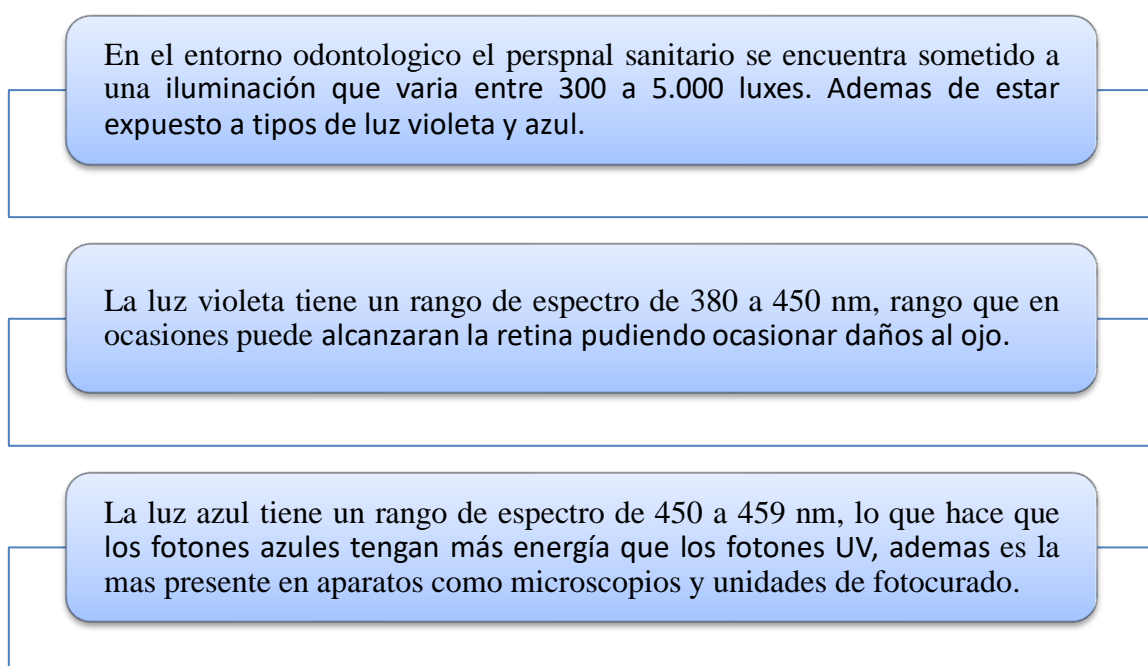 En el entorno odontologico el perspnal sanitario se encuentra sometido a
una iluminación que varia entre 300 a 5.000 luxes. Ademas de estar
expuesto a tipos de luz violeta y azul.
La luz violeta tiene un rango de espectro de 380 a 450 nm, rango que en
ocasiones puede alcanzaran la retina pudiendo ocasionar daños al ojo.
La luz azul tiene un rango de espectro de 450 a 459 nm, lo que hace que
los fotones azules tengan más energía que los fotones UV, ademas es la
mas presente en aparatos como microscopios y unidades de fotocurado.